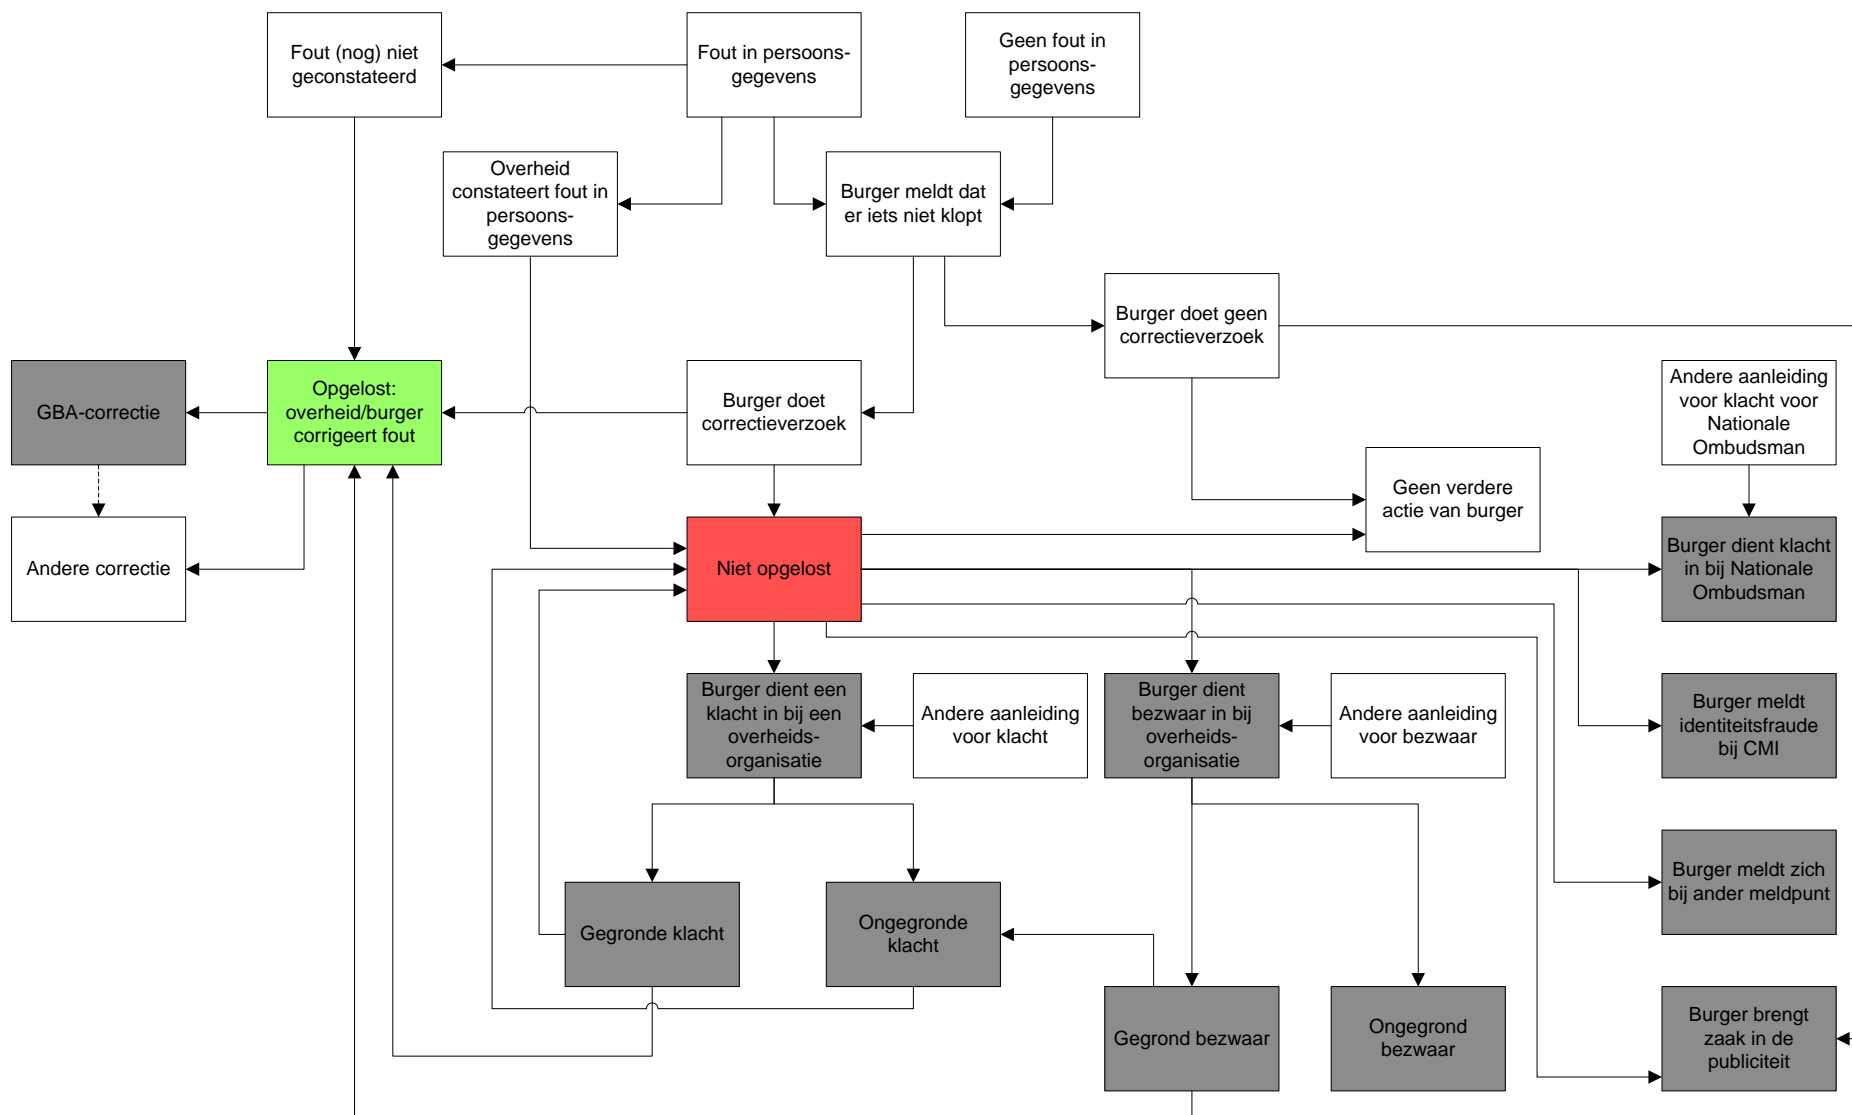 Fout (nog) niet
geconstateerd
Fout in persoons-
gegevens
Geen fout in
persoons-
gegevens
Overheid
constateert fout in
persoons-
gegevens
Burger meldt dat
er iets niet klopt
Burger doet geen
correctieverzoek
GBA-correctie
Opgelost:
overheid/burger
corrigeert fout
Burger doet
correctieverzoek
Andere aanleiding
voor klacht voor
Nationale
Ombudsman
Geen verdere
actie van burger
Andere correctie
Niet opgelost
Burger dient klacht
in bij Nationale
Ombudsman
Burger dient een
klacht in bij een
overheids-
organisatie
Andere aanleiding
voor klacht
Burger dient
bezwaar in bij
overheids-
organisatie
Andere aanleiding
voor bezwaar
Burger meldt
identiteitsfraude
bij CMI
Gegronde klacht
Ongegronde
klacht
Burger meldt zich
bij ander meldpunt
Gegrond bezwaar
Ongegrond
bezwaar
Burger brengt
zaak in de
publiciteit